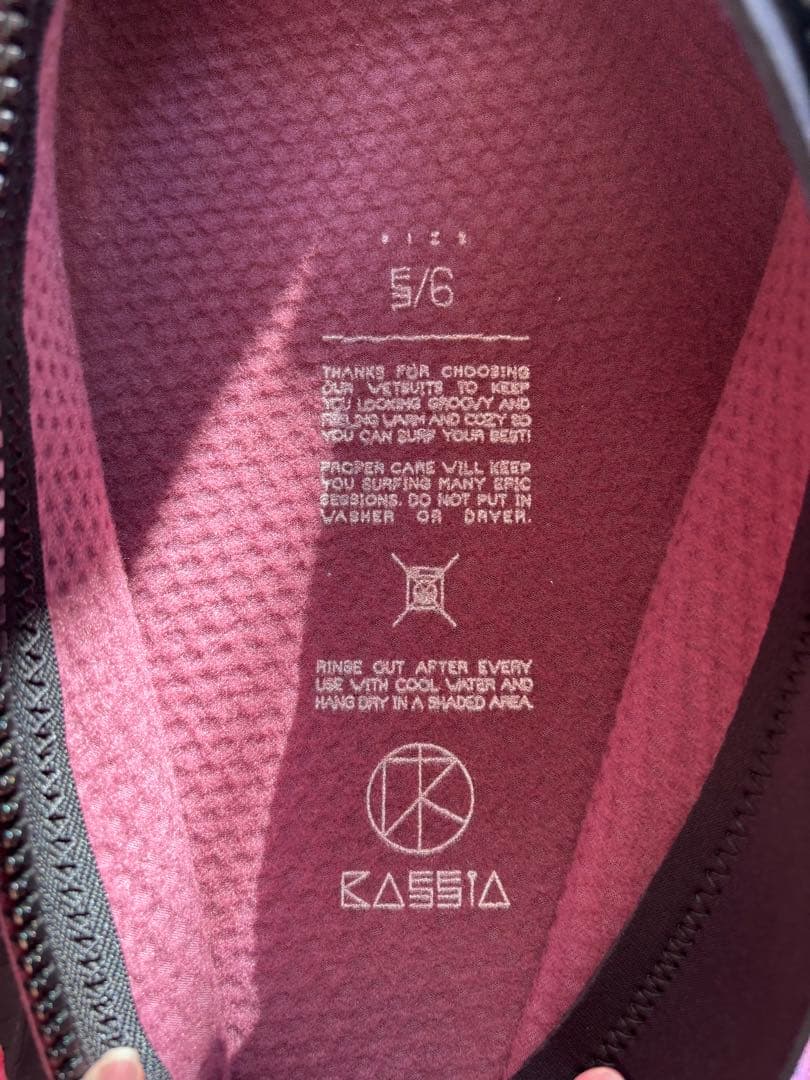 SIZE
5/6
THANKS FOR CHOOSING
OUR WETSUITS TO KEEP
YOU LOOKING GROOVY AND
FEELING WARM AND COZY SO
YOU CAN SURF YOUR BEST!
PROPER CARE WILL KEEP
YOU SURFING MANY EPIC
SESSIONS. DO NOT PUT IN
WASHER OR DRYER.
RINSE OUT AFTER EVERY
USE WITH COOL WATER AND
HANG DRY IN A SHADED AREA.
KASSIA